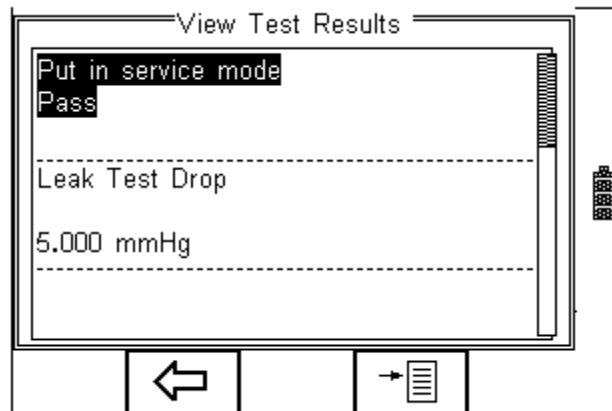 View Test Results
Put in service mode
Pass
Leak Test Drop
5.000 mmHg